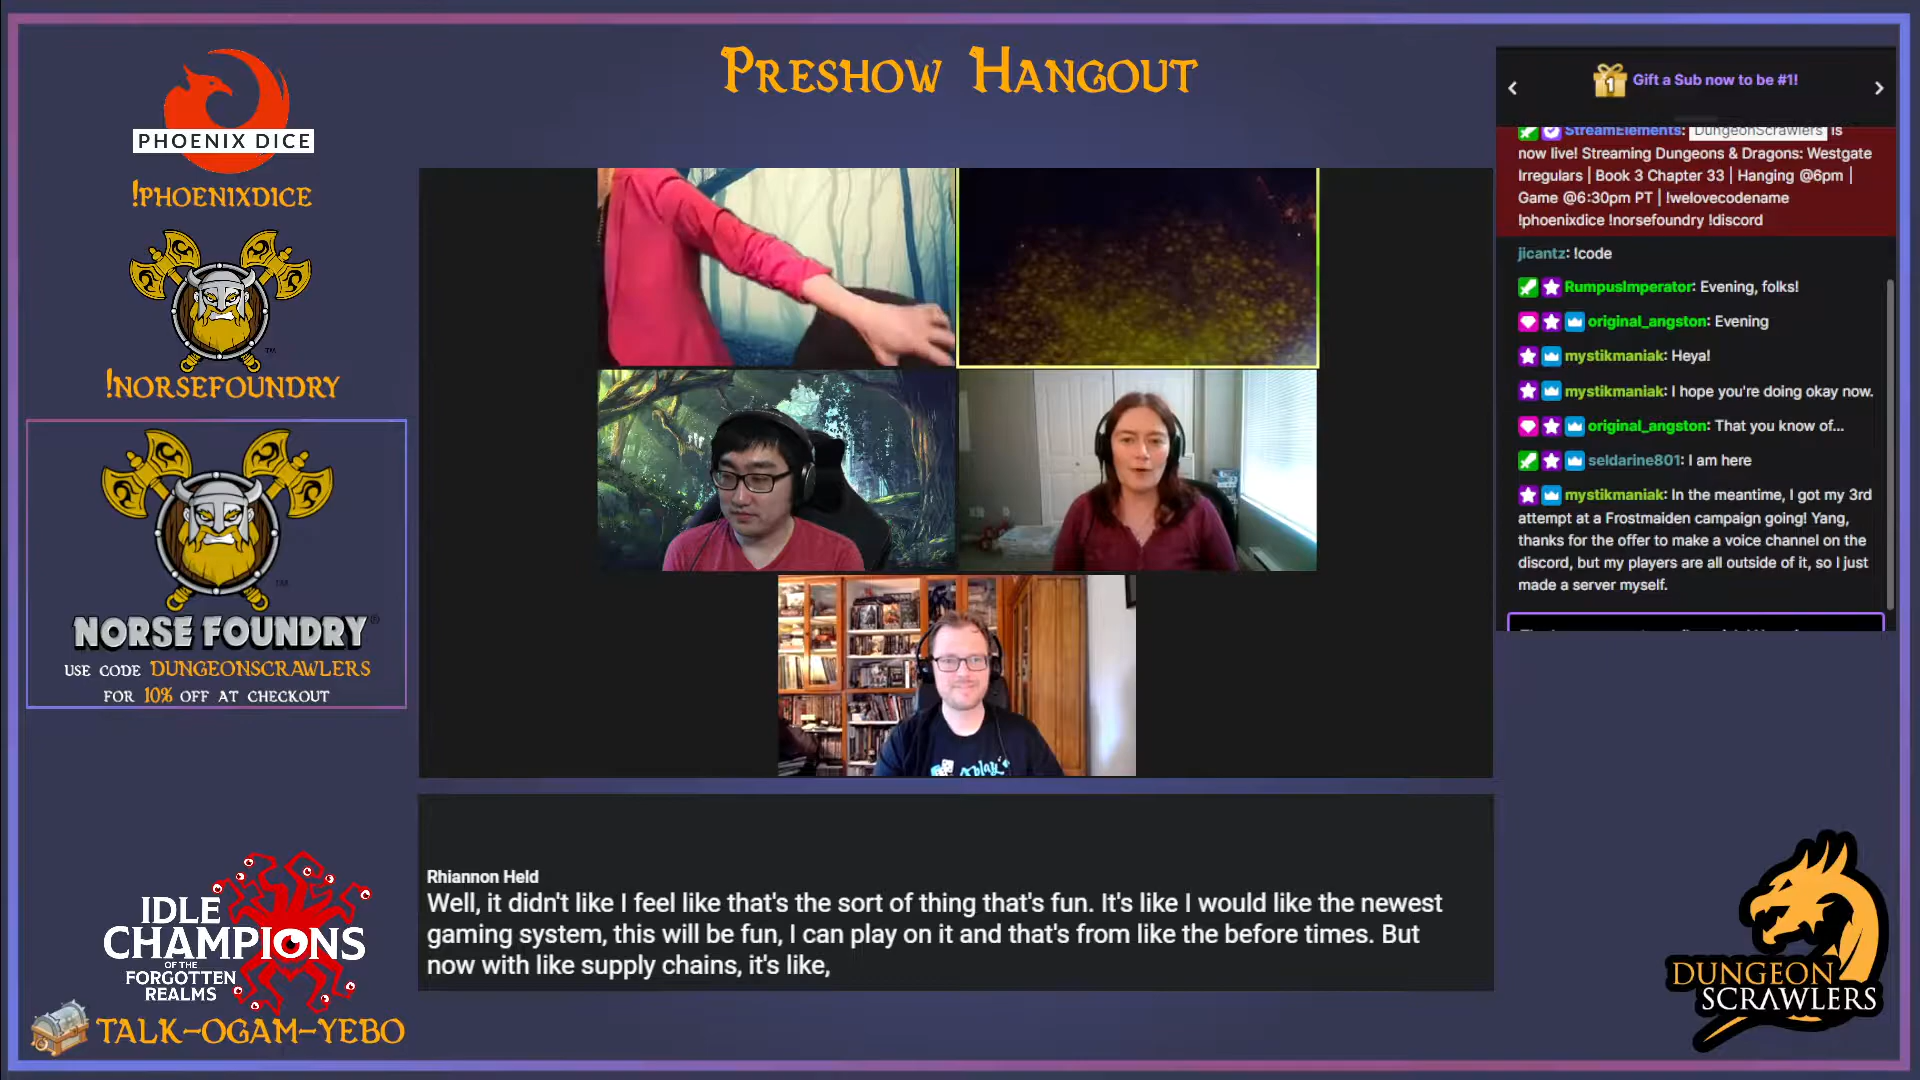 PRESHOW HANGOUT
PHOENIX DICE
!PHOENIXDICE
!NORSEFOUNDRY
NORSE FOUNDRY®
USE CODE DUNGEONSCRAWLERS
FOR 10% OFF AT CHECKOUT
IDLE
CHAMPIONS
OF THE
FORGOTTEN
REALMS
TALK-OGAM-YEBO
1
Gift a Sub now to be #1!
StreamElements: DungeonScrawlers is
now live! Streaming Dungeons & Dragons: Westgate
Irregulars | Book 3 Chapter 33 | Hanging @6pm |
Game @6:30pm PT | !welovecodename
!phoenixdice !norsefoundry !discord
jicantz: !code
RumpusImperator: Evening, folks!
original_angston: Evening
mystikmaniak: Heya!
mystikmaniak: I hope you're doing okay now.
original_angston: That you know of...
seldarine801: I am here
mystikmaniak: In the meantime, I got my 3rd
attempt at a Frostmaiden campaign going! Yang,
thanks for the offer to make a voice channel on the
discord, but my players are all outside of it, so I just
made a server myself.
play
Rhiannon Held
Well, it didn't like I feel like that's the sort of thing that's fun. It's like I would like the newest
gaming system, this will be fun, I can play on it and that's from like the before times. But
now with like supply chains, it's like,
DUNGEON
SCRAWLERS